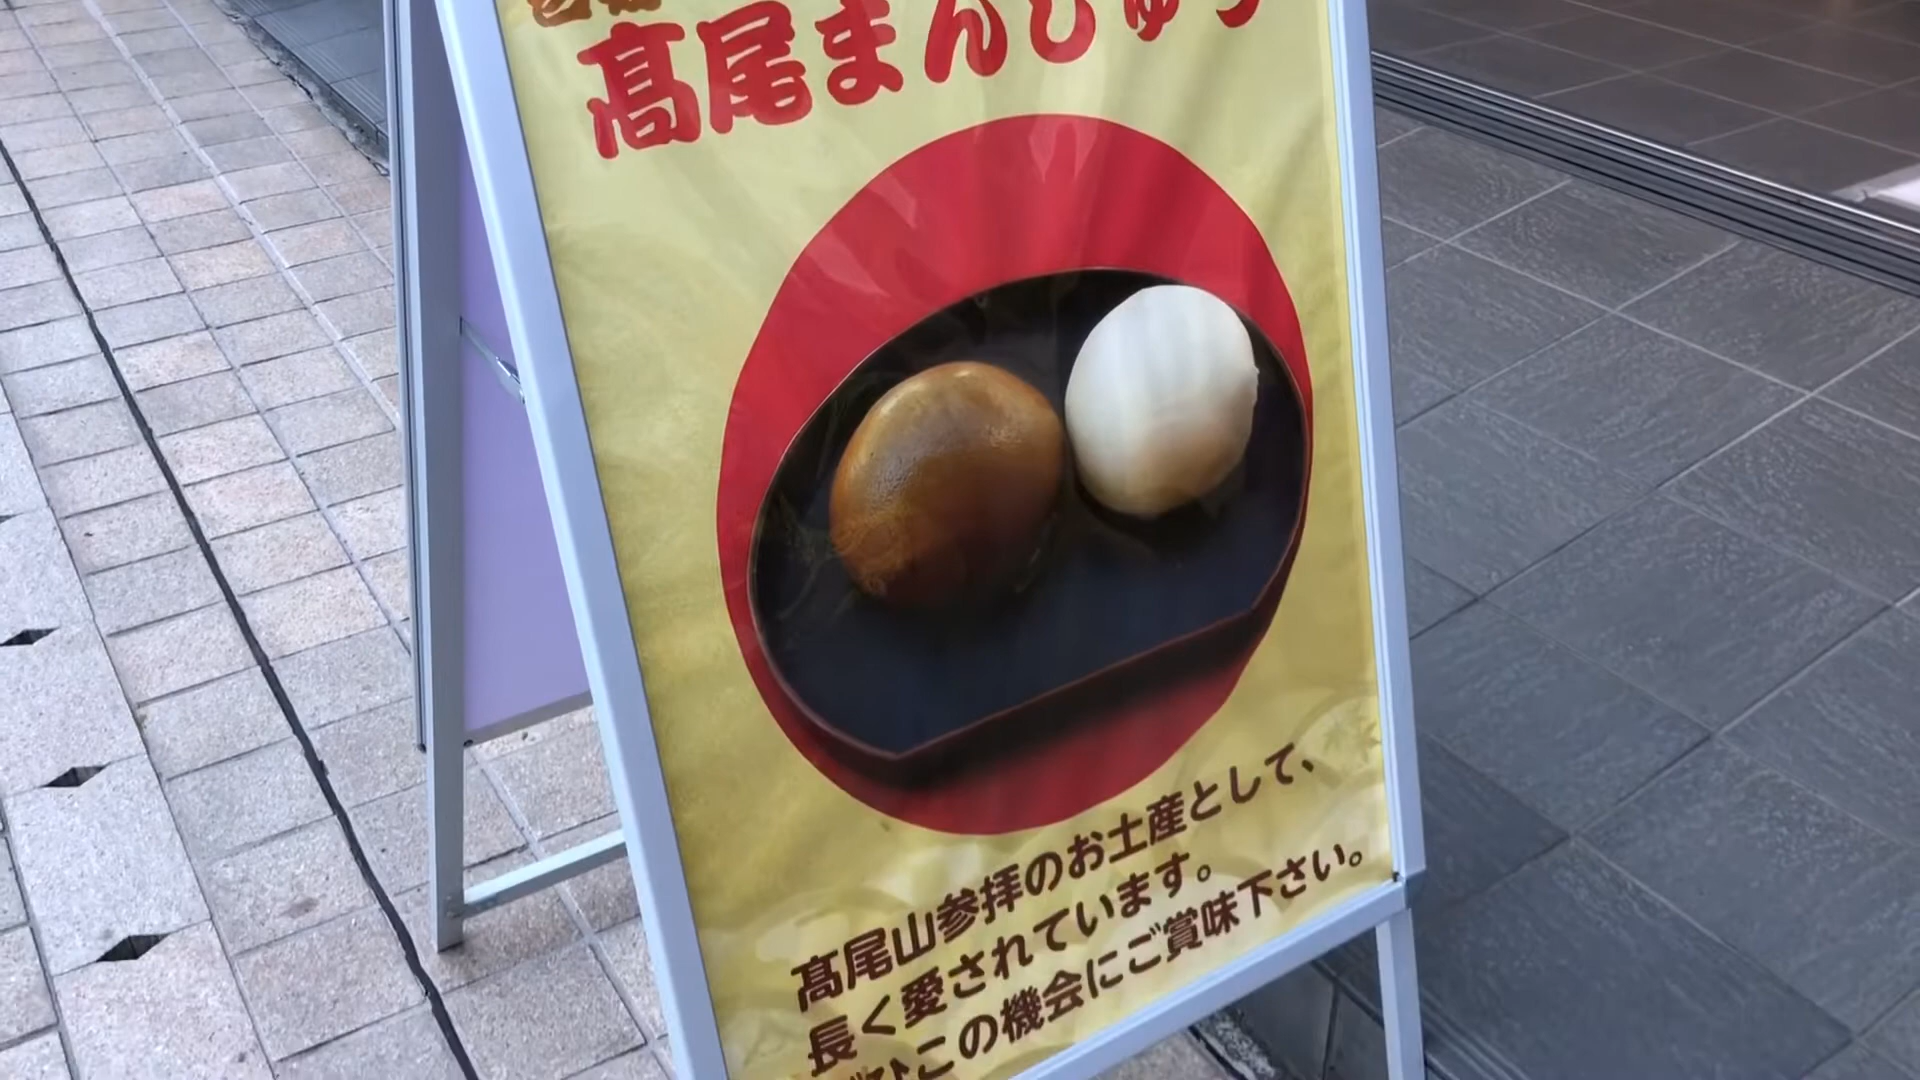 髙尾まんじゅう
髙尾山参拝のお土産として、
長く愛されています。
ぜひこの機会にご賞味下さい。